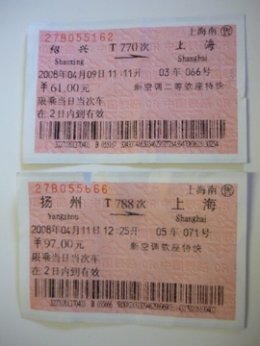 27B055162 上海南
绍兴 T770次 上海
Shaoxing Shanghai
2008年04月09日11:11开 03车 066号
￥61.00元 新空调二等软座特快
限乘当日当次车
在2日内到有效
27B055666 上海南
扬州 T788次 上海
Yangzhou Shanghai
2008年04月11日12:25开 05车 071号
￥97.00元 新空调软座特快
限乘当日当次车
在2日内到有效